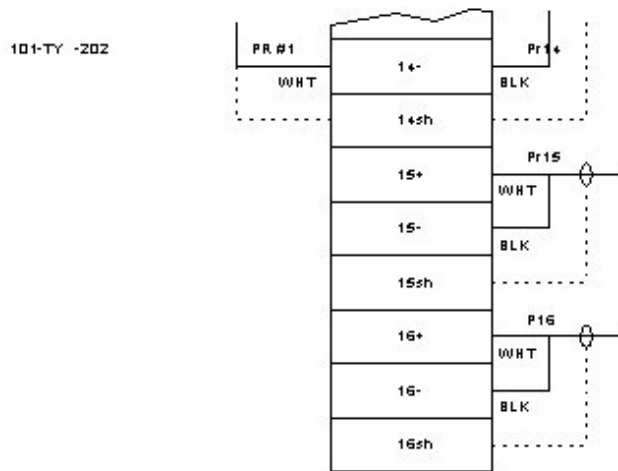 101-TY -202
PR #1
Pr14
14-
WHT
BLK
14sh
Pr15
15+
WHT
15-
BLK
15sh
P16
16+
WHT
16-
BLK
16sh